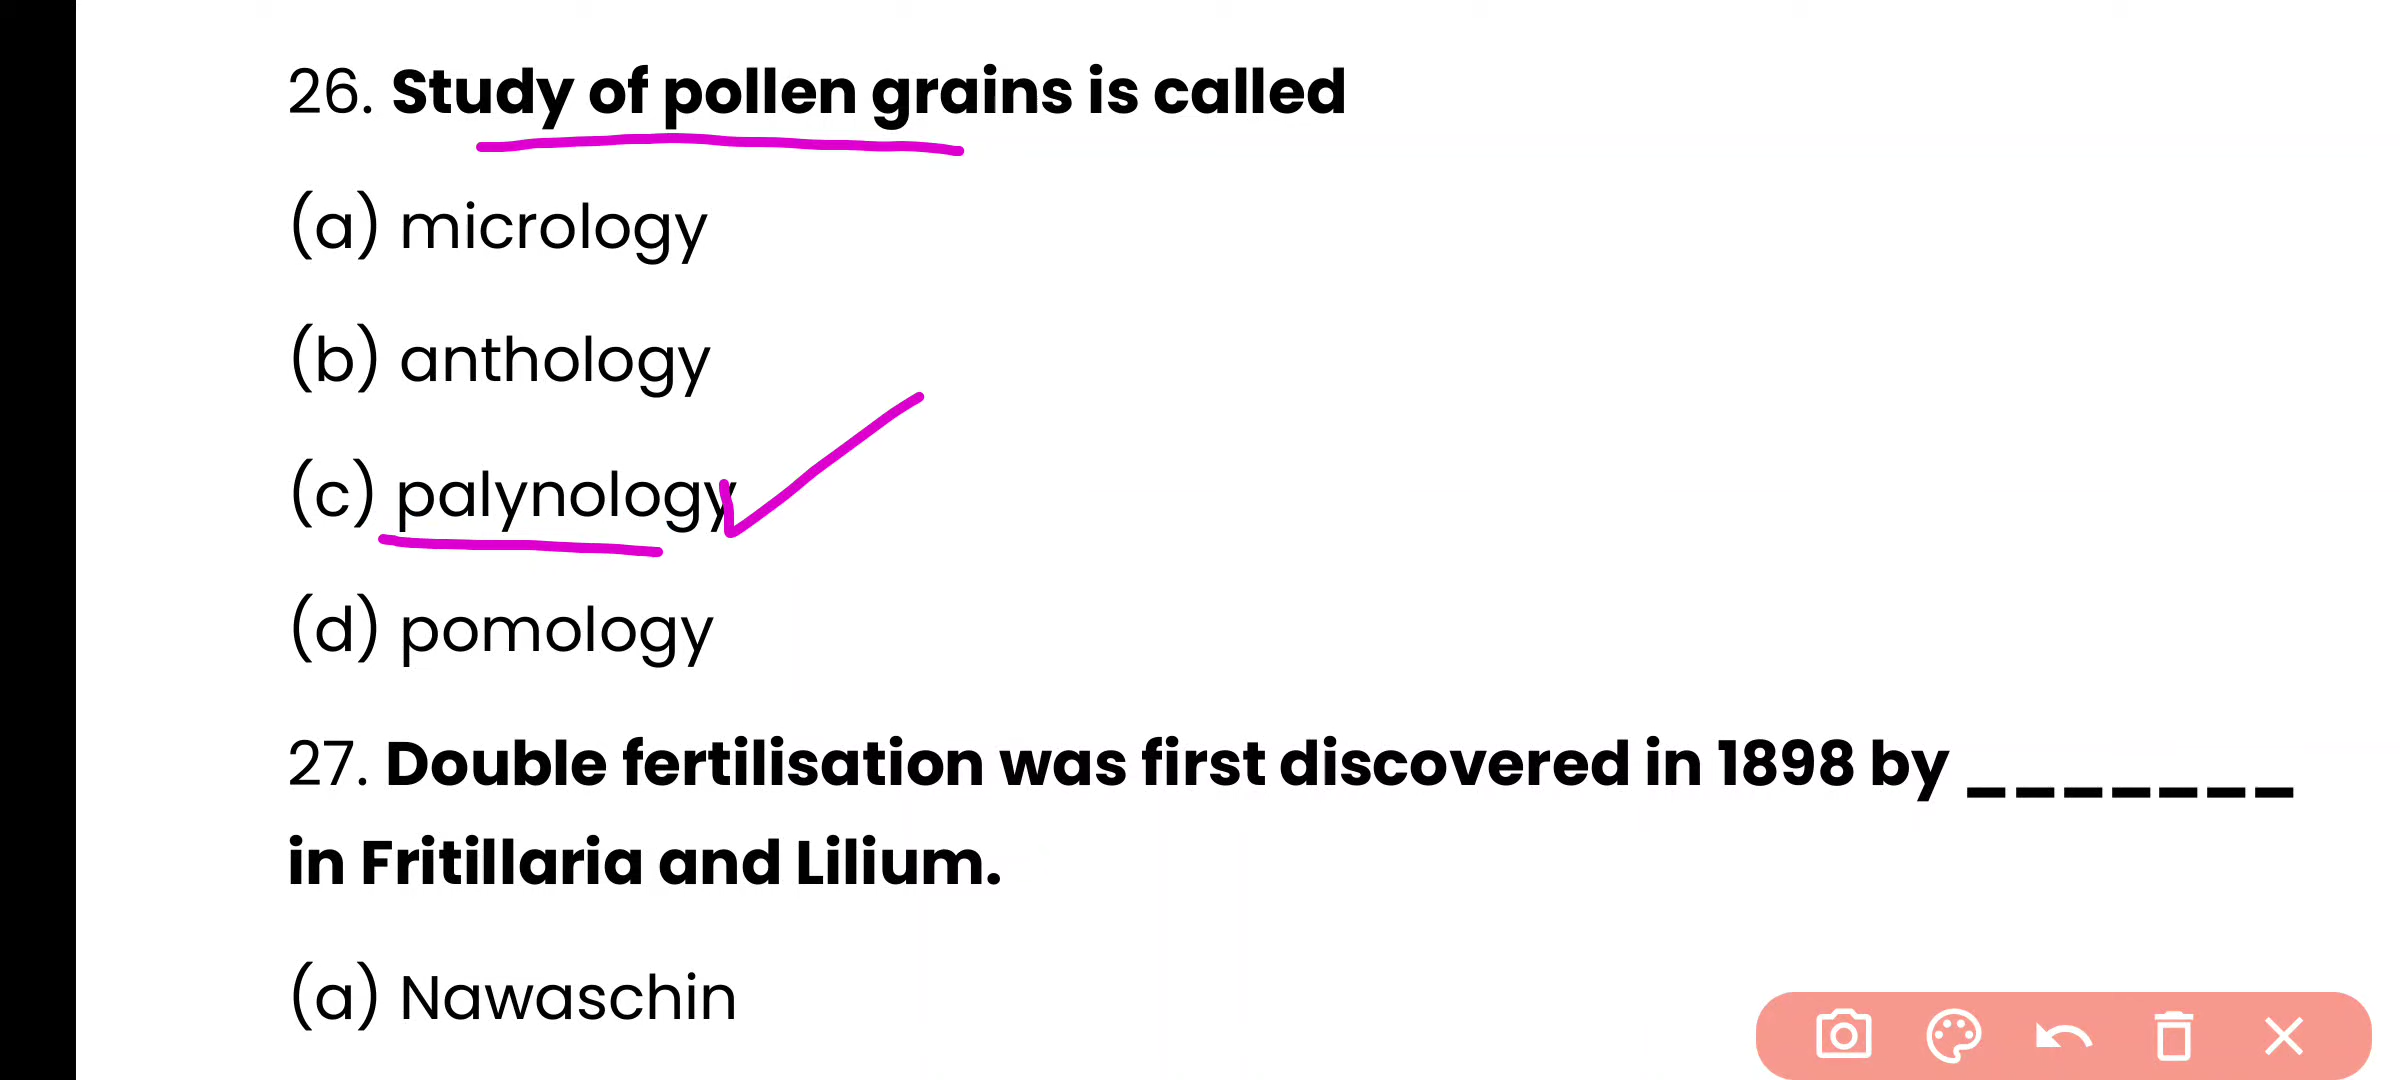 26. Study of pollen grains is called
(a) micrology
(b) anthology
(c) palynology
(d) pomology
27. Double fertilisation was first discovered in 1898 by _______
in Fritillaria and Lilium.
(a) Nawaschin